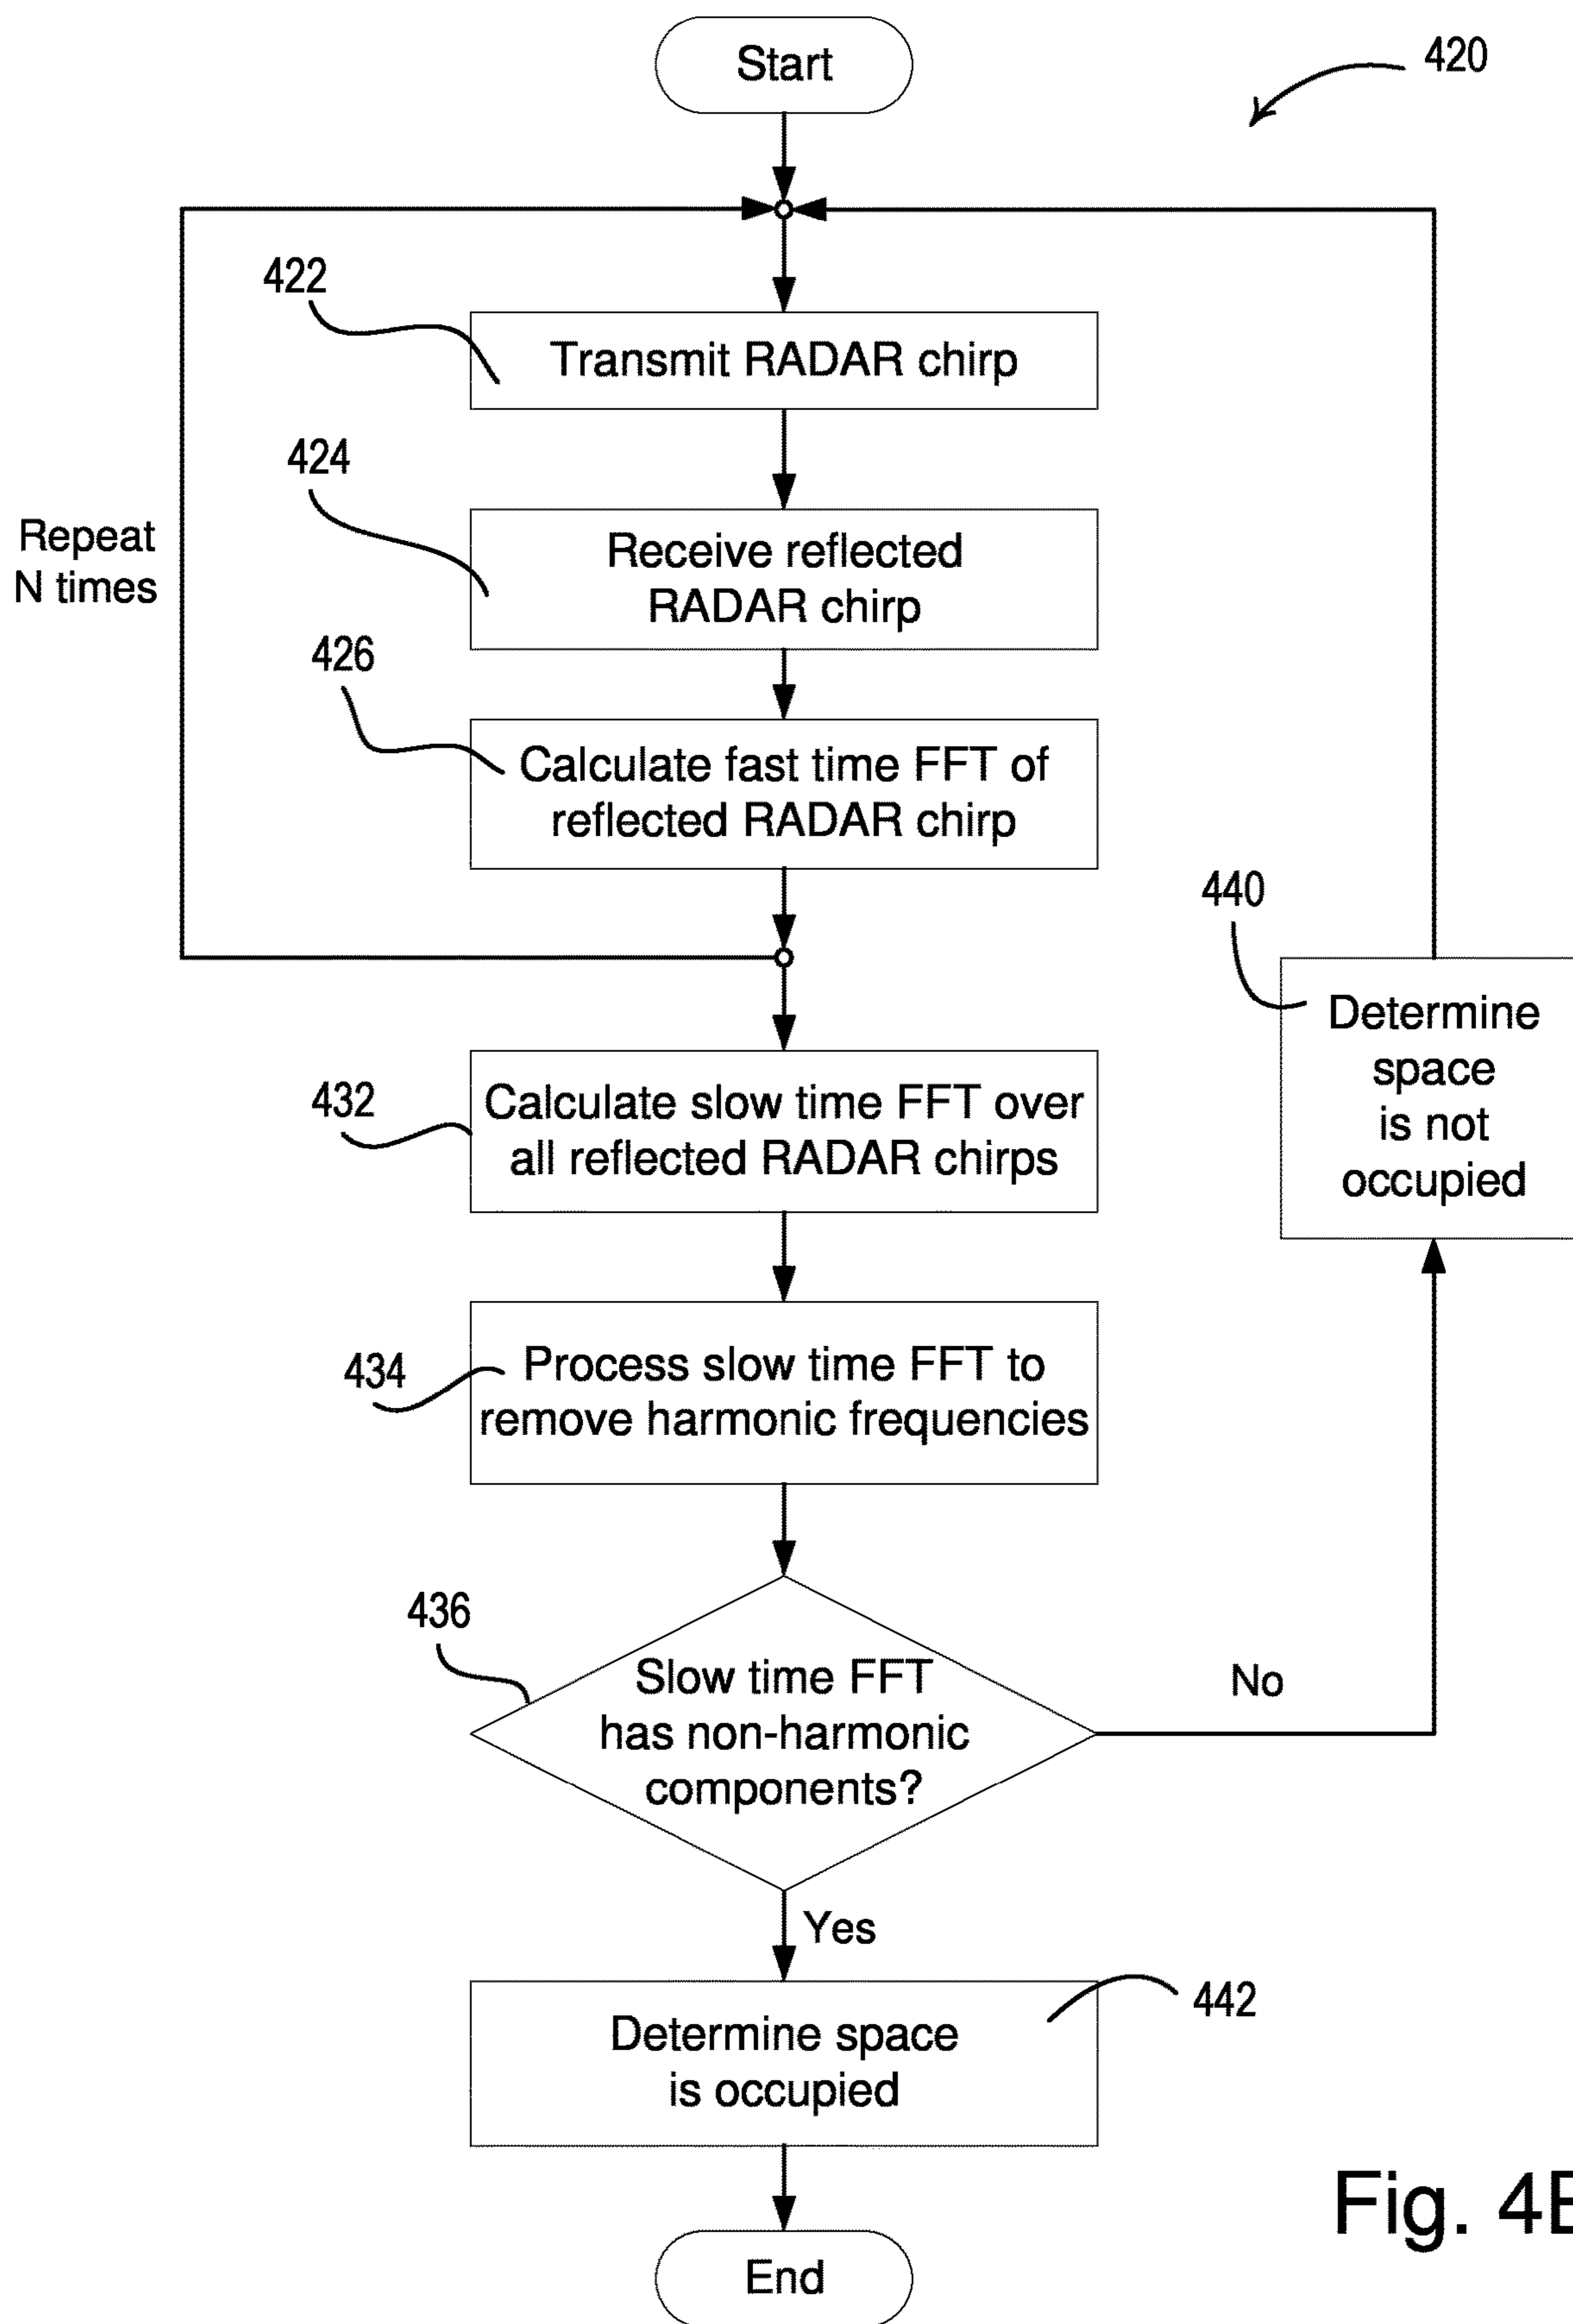 Start
420
422
Transmit RADAR chirp
424
Receive reflected
RADAR chirp
Repeat
N times
426
Calculate fast time FFT of
reflected RADAR chirp
440
Determine
space
is not
occupied
432
Calculate slow time FFT over
all reflected RADAR chirps
434
Process slow time FFT to
remove harmonic frequencies
436
Slow time FFT
has non-harmonic
components?
No
Yes
442
Determine space
is occupied
Fig.
End